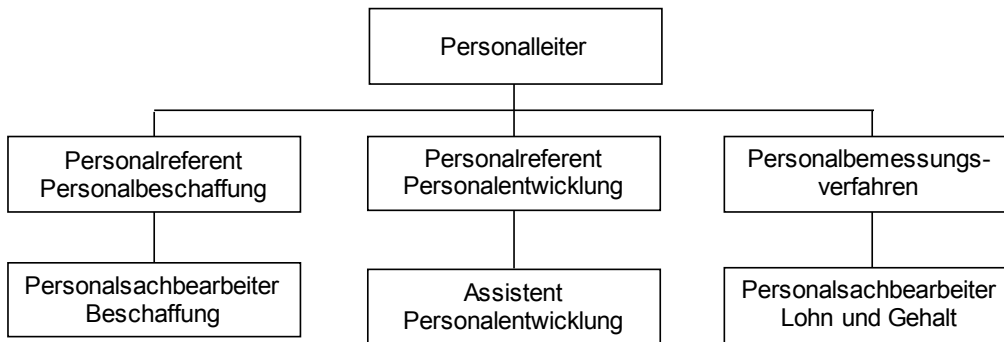 Personalleiter
Personalreferent
Personalbeschaffung
Personalreferent
Personalentwicklung
Personalbemessungs-
verfahren
Personalsachbearbeiter
Beschaffung
Assistent
Personalentwicklung
Personalsachbearbeiter
Lohn und Gehalt